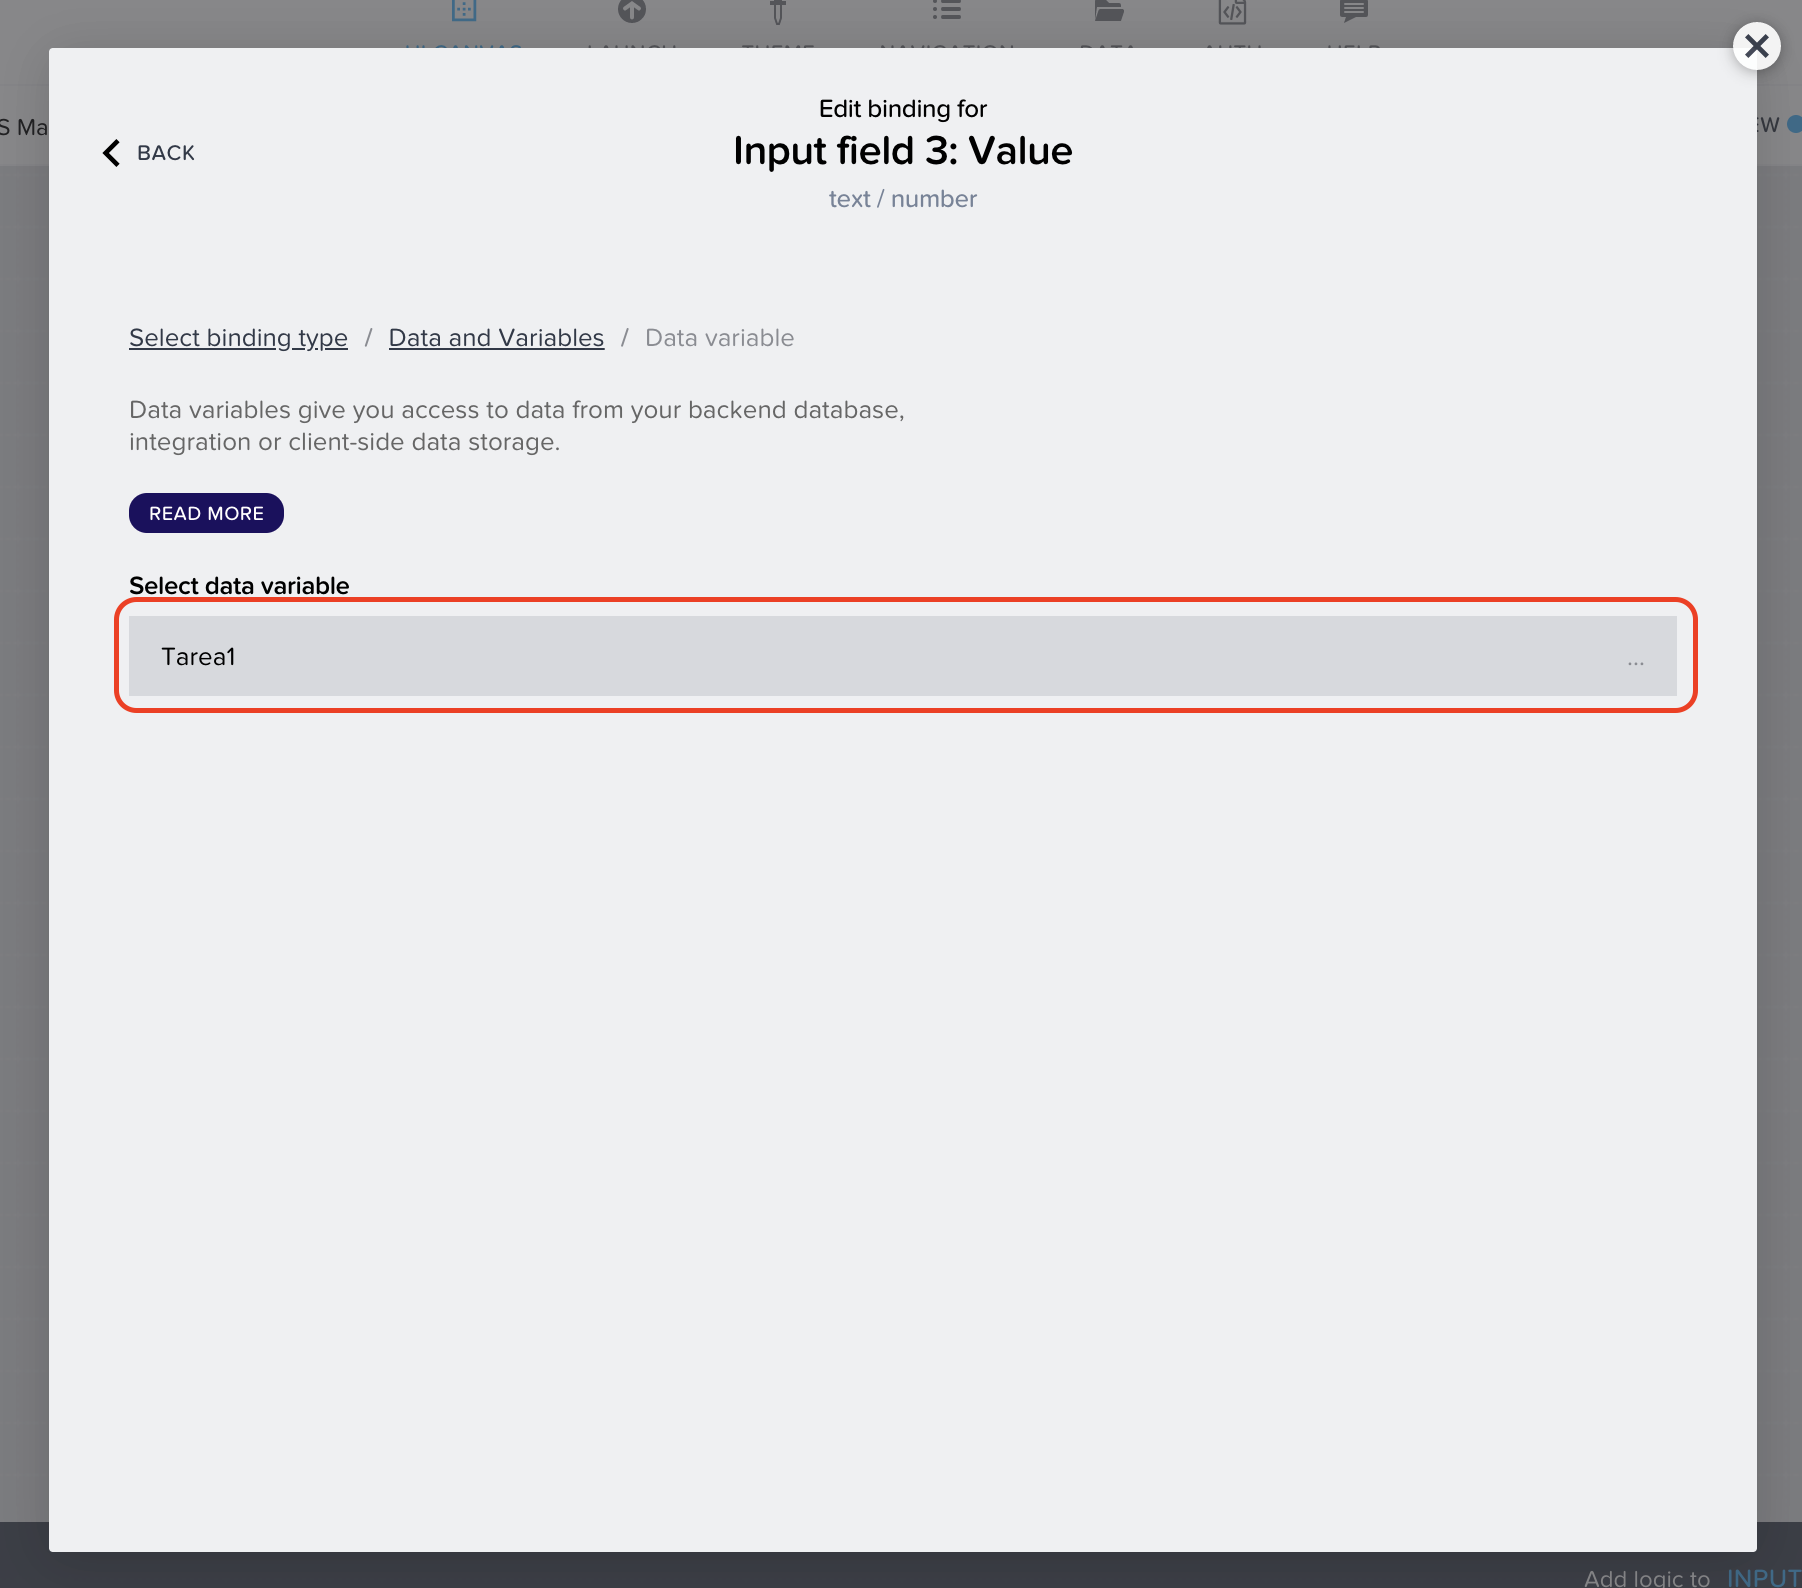 S Ma
EW
Edit binding for
BACK
Input field 3: Value
text / number
Select binding type / Data and Variables / Data variable
Data variables give you access to data from your backend database,
integration or client-side data storage.
READ MORE
Select data variable
Tarea1
...
Add logic to INPUT